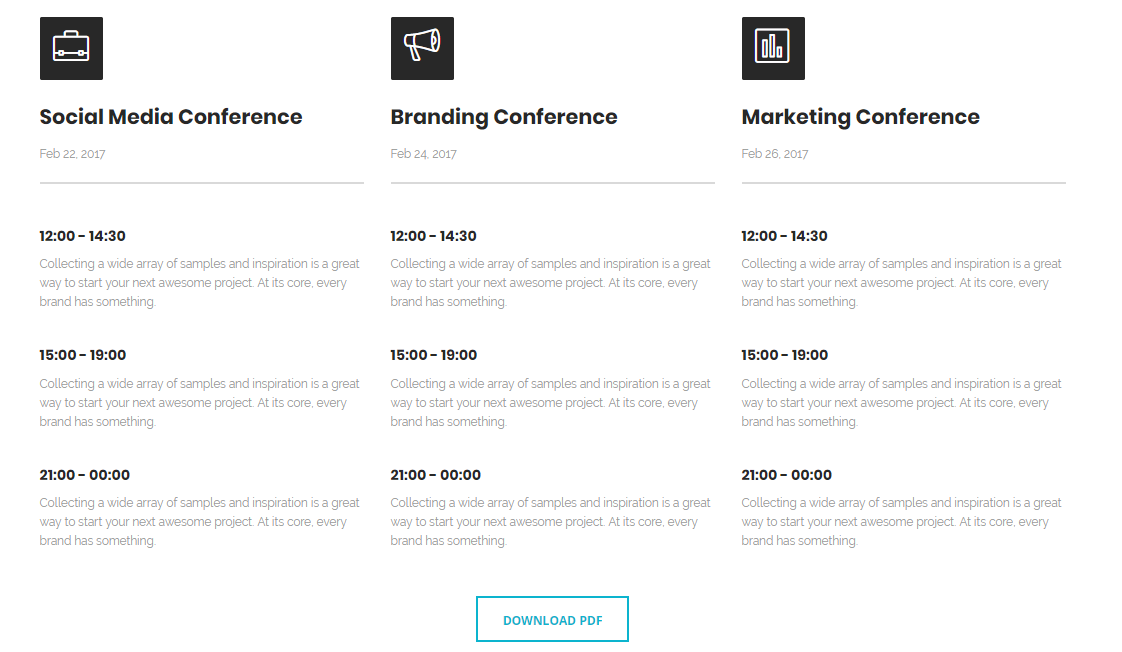 Social Media Conference
Feb 22, 2017
12:00 - 14:30
Collecting a wide array of samples and inspiration is a great
way to start your next awesome project. At its core, every
brand has something.
15:00 - 19:00
Collecting a wide array of samples and inspiration is a great
way to start your next awesome project. At its core, every
brand has something.
21:00 - 00:00
Collecting a wide array of samples and inspiration is a great
way to start your next awesome project. At its core, every
brand has something.
Branding Conference
Feb 24, 2017
12:00 - 14:30
Collecting a wide array of samples and inspiration is a great
way to start your next awesome project. At its core, every
brand has something.
15:00 - 19:00
Collecting a wide array of samples and inspiration is a great
way to start your next awesome project. At its core, every
brand has something.
21:00 - 00:00
Collecting a wide array of samples and inspiration is a great
way to start your next awesome project. At its core, every
brand has something.
Marketing Conference
Feb 26, 2017
12:00 - 14:30
Collecting a wide array of samples and inspiration is a great
way to start your next awesome project. At its core, every
brand has something.
15:00 - 19:00
Collecting a wide array of samples and inspiration is a great
way to start your next awesome project. At its core, every
brand has something.
21:00 - 00:00
Collecting a wide array of samples and inspiration is a great
way to start your next awesome project. At its core, every
brand has something.
DOWNLOAD PDF